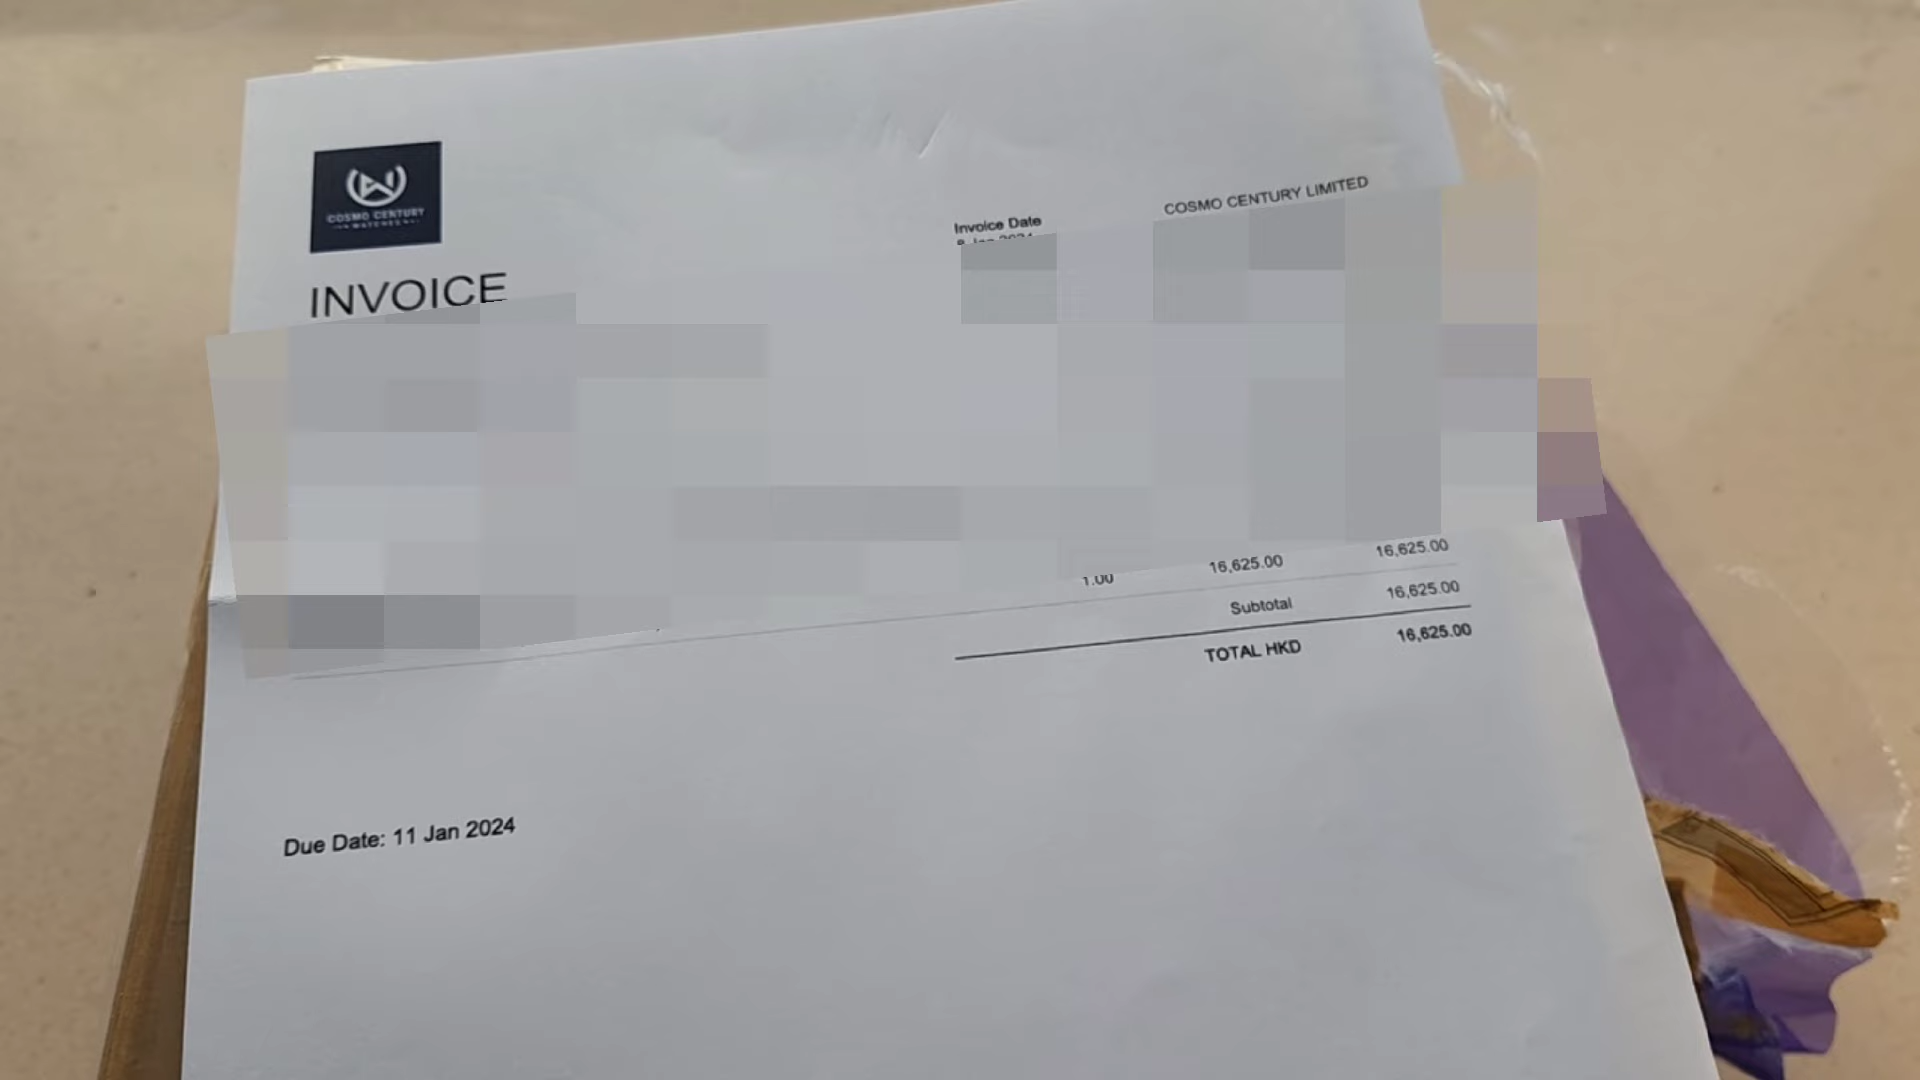 COSMO CENTURY
WATCHES
INVOICE
Invoice Date
COSMO CENTURY LIMITED
1.00 16,625.00 16,625.00
Subtotal 16,625.00
TOTAL HKD 16,625.00
Due Date: 11 Jan 2024